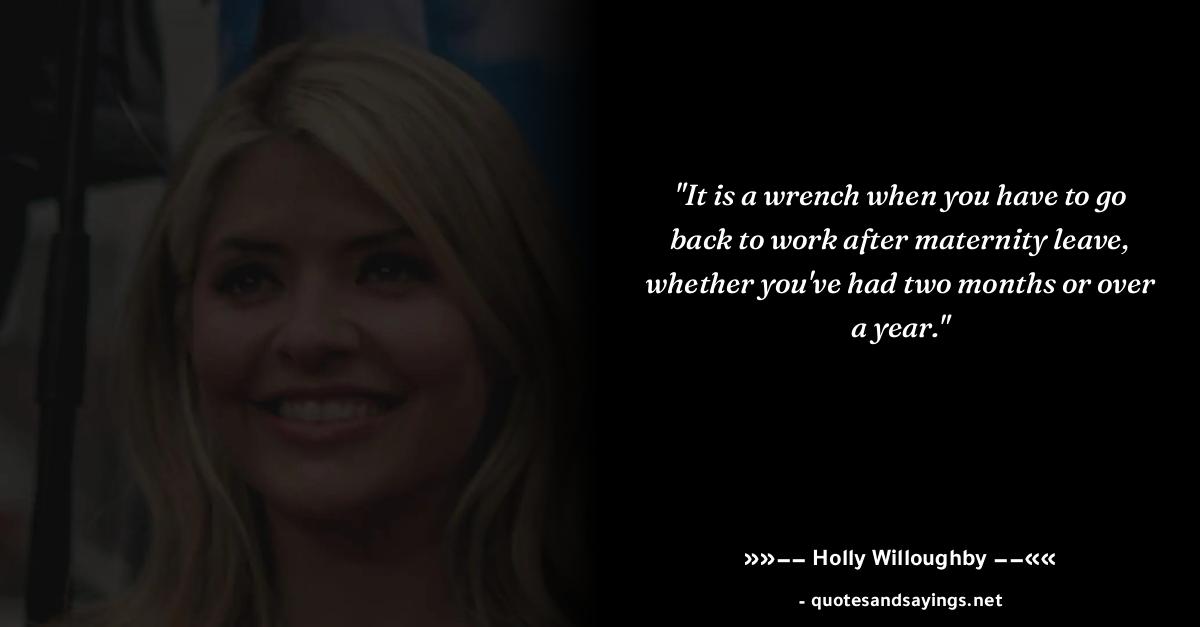 "It is a wrench when you have to go
back to work after maternity leave,
whether you've had two months or over
a year."
»»−− Holly Willoughby −−««
- quotesandsayings.net